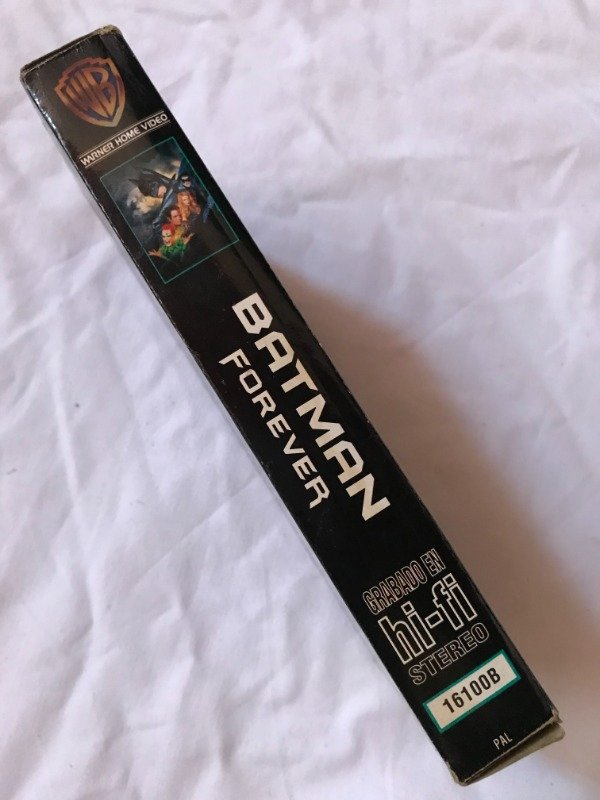 WB
WARNER HOME VIDEO
BATMAN
FOREVER
GRABADO EN
hi-fi
STEREO
16100B
PAL